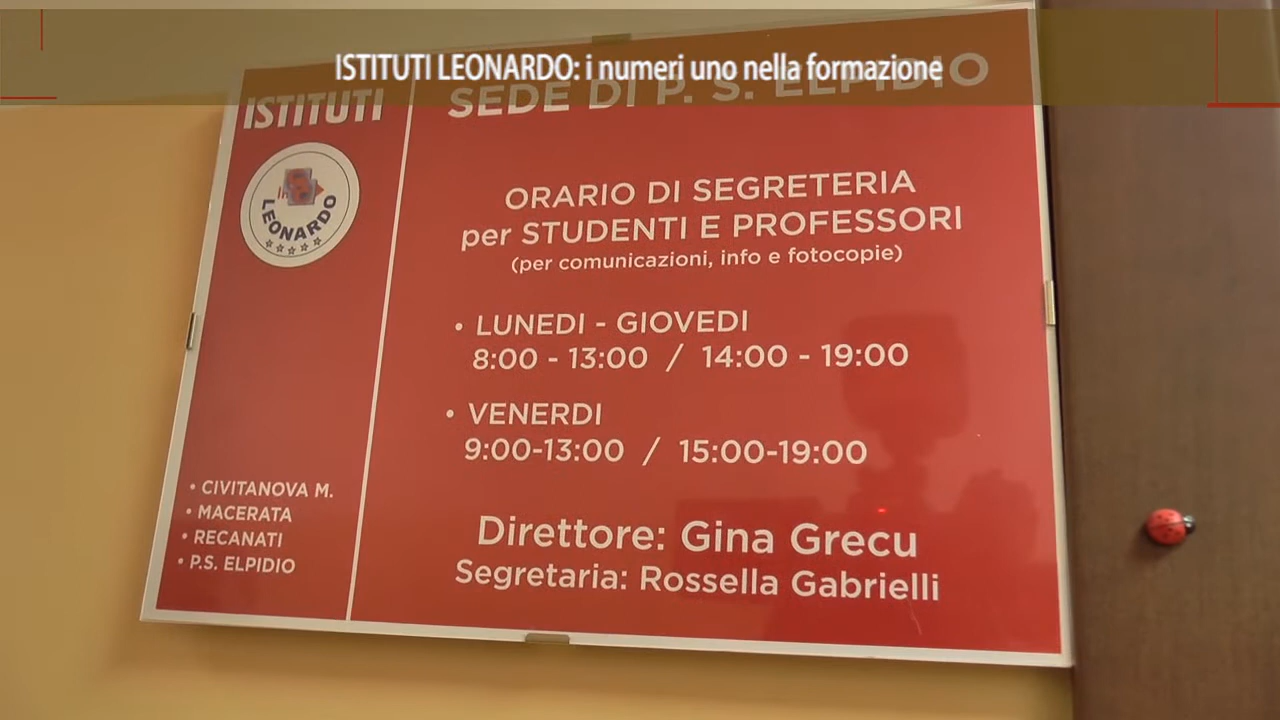 ISTITUTI LEONARDO: i numeri uno nella formazione
ISTITUTI
LEONARDO
SEDE DI P. S. ELPIDIO
ORARIO DI SEGRETERIA
per STUDENTI E PROFESSORI
(per comunicazioni, info e fotocopie)
• LUNEDI - GIOVEDI
8:00 - 13:00 / 14:00 - 19:00
• VENERDI
9:00-13:00 / 15:00-19:00
Direttore: Gina Grecu
Segretaria: Rossella Gabrielli
• CIVITANOVA M.
• MACERATA
• RECANATI
• P.S. ELPIDIO